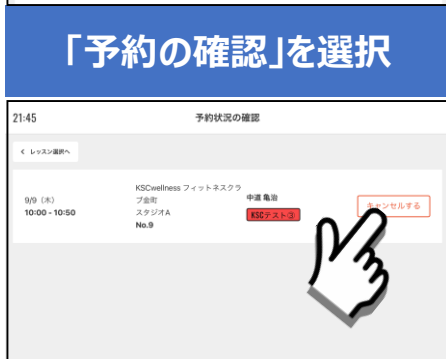 「予約の確認」を選択
21:45
予約状況の確認
< レッスン選択へ
9/9（木）
10:00 - 10:50
KSCwellness フィットネスクラ
ブ金町
スタジオA
No.9
中道 亀治
KSCテスト③
キャンセルする